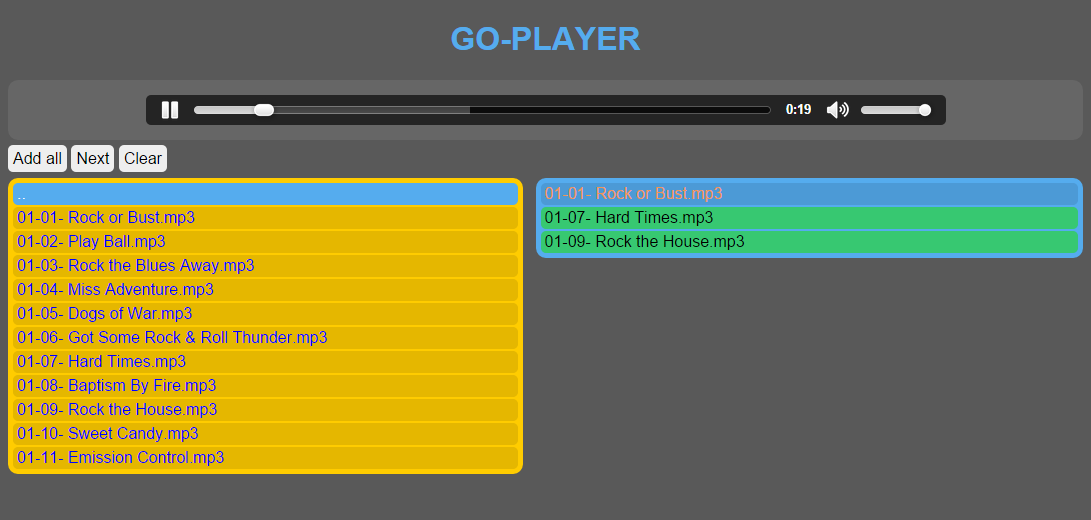 GO-PLAYER
0:19
Add all Next Clear
..
01-01- Rock or Bust.mp3
01-02- Play Ball.mp3
01-03- Rock the Blues Away.mp3
01-04- Miss Adventure.mp3
01-05- Dogs of War.mp3
01-06- Got Some Rock & Roll Thunder.mp3
01-07- Hard Times.mp3
01-08- Baptism By Fire.mp3
01-09- Rock the House.mp3
01-10- Sweet Candy.mp3
01-11- Emission Control.mp3
01-01- Rock or Bust.mp3
01-07- Hard Times.mp3
01-09- Rock the House.mp3